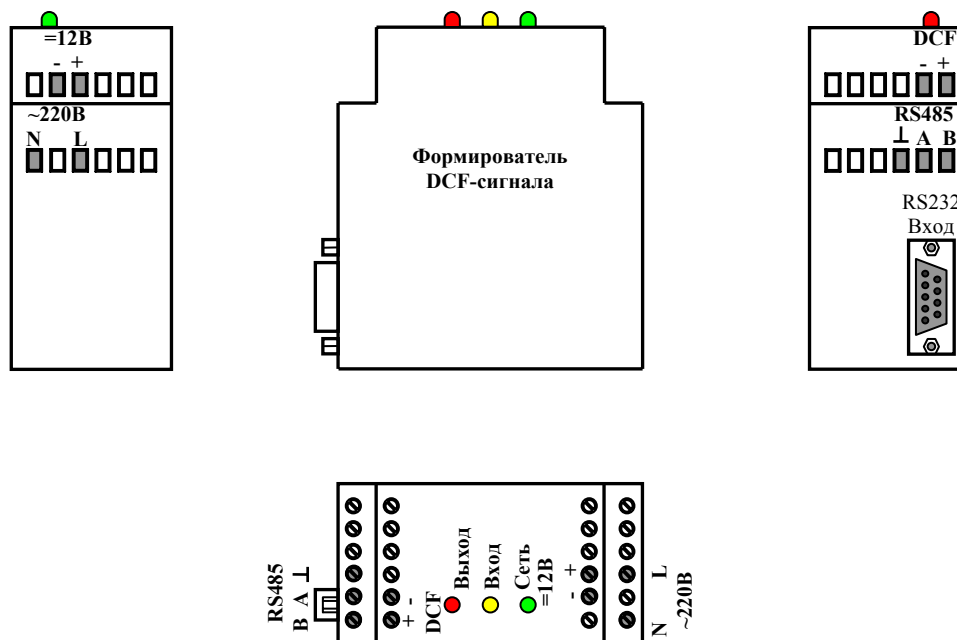 =12В
- +
~220В
N L
Формирователь
DCF-сигнала
DCF
- +
RS485
⊥ A B
RS232
Вход
RS485
B A ⊥
+ -
DCF
Выход
Вход
Сеть
=12В
- +
N L
~220В